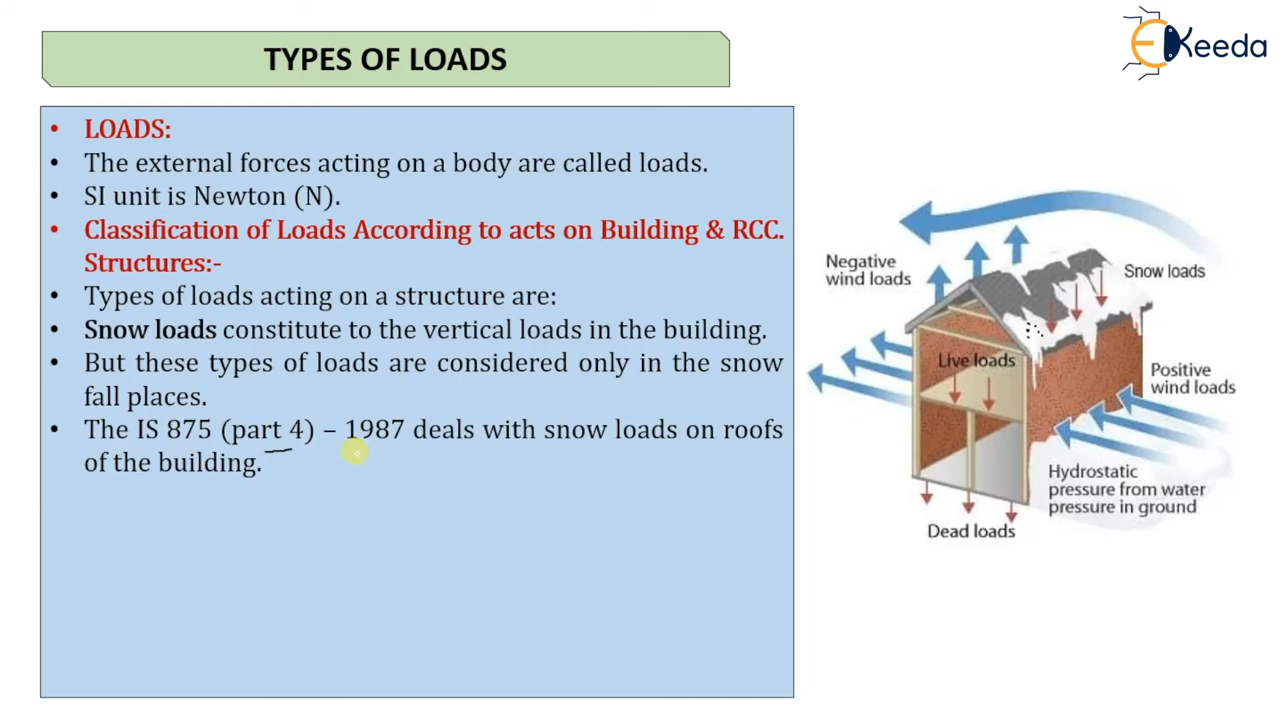 TYPES OF LOADS
EKeeda
• LOADS:
• The external forces acting on a body are called loads.
• SI unit is Newton (N).
• Classification of Loads According to acts on Building & RCC.
Structures:-
• Types of loads acting on a structure are:
• Snow loads constitute to the vertical loads in the building.
• But these types of loads are considered only in the snow
fall places.
• The IS 875 (part 4) – 1987 deals with snow loads on roofs
of the building.
Negative
wind loads
Snow loads
Live loads
Positive
wind loads
Hydrostatic
pressure from water
pressure in ground
Dead loads